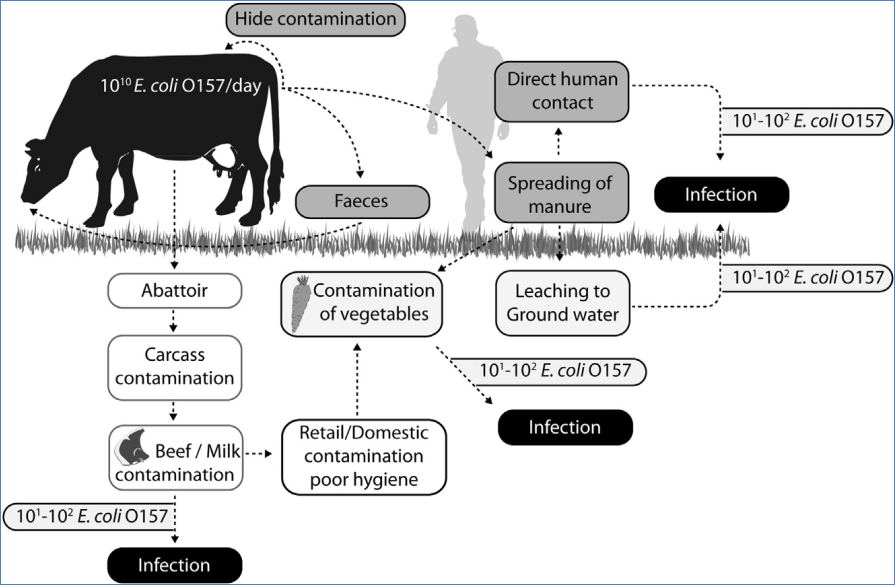 Hide contamination
10¹⁰ E. coli O157/day
Direct human
contact
10¹-10² E. coli O157
Faeces
Spreading of
manure
Infection
Abattoir
Contamination
of vegetables
Leaching to
Ground water
10¹-10² E. coli O157
Carcass
contamination
10¹-10² E. coli O157
Beef / Milk
contamination
Retail/Domestic
contamination
poor hygiene
Infection
10¹-10² E. coli O157
Infection